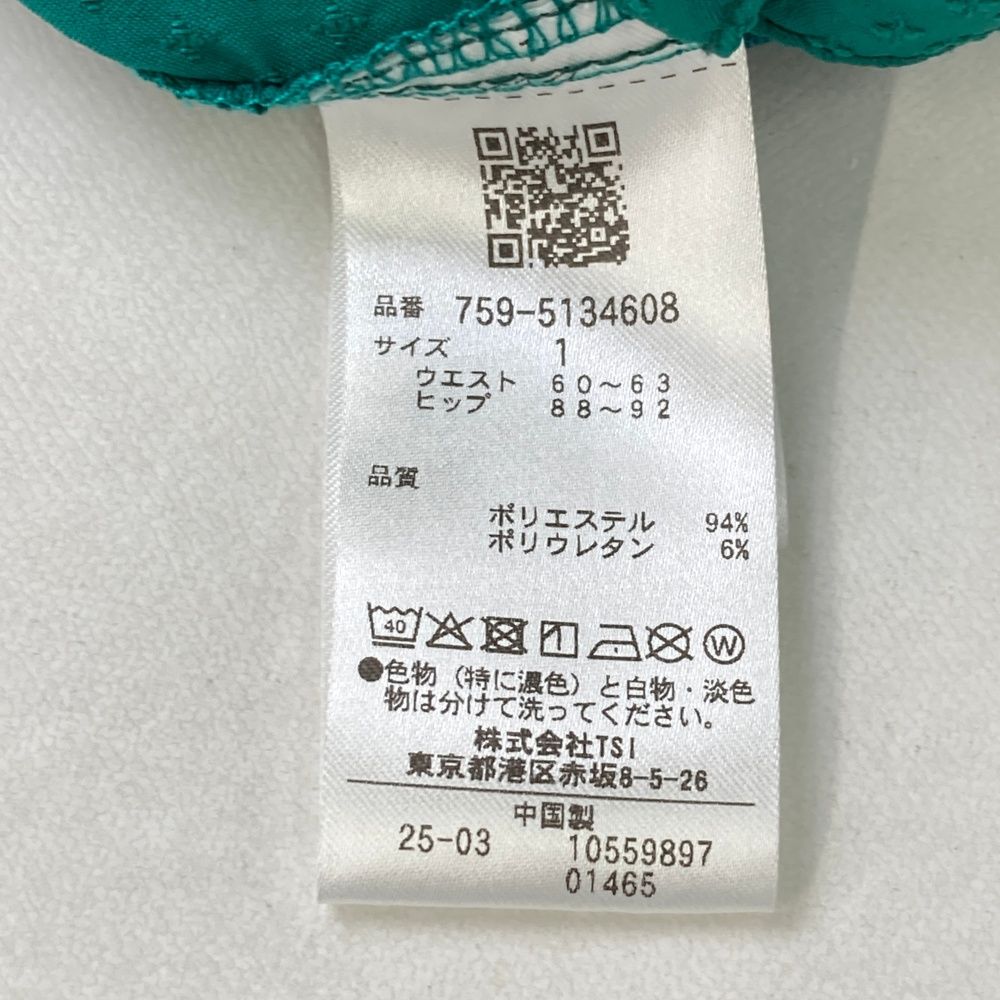 品番 759-5134608
サイズ 1
ウエスト 60～63
ヒップ 88～92
品質
ポリエステル 94%
ポリウレタン 6%
40 W
●色物（特に濃色）と白物・淡色
物は分けて洗ってください。
株式会社TSI
東京都港区赤坂8-5-26
中国製
25-03 10559897
01465